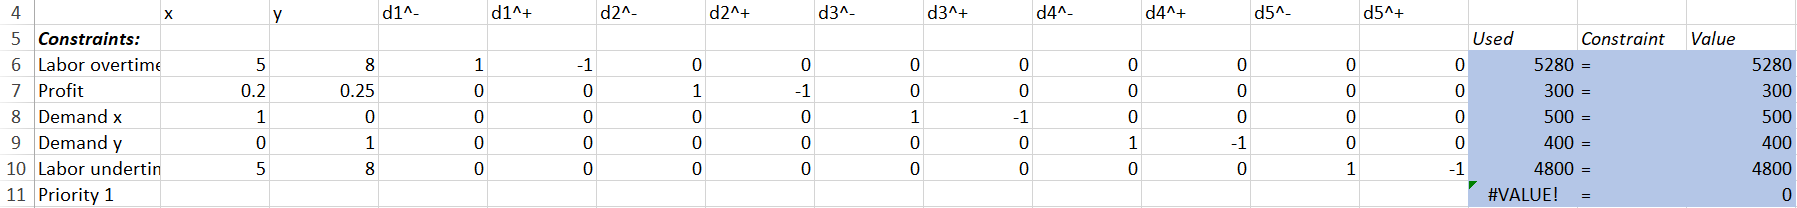 4 x y d1^- d1^+ d2^- d2^+ d3^- d3^+ d4^- d4^+ d5^- d5^+
5 Constraints: Used Constraint Value
6 Labor overtime 5 8 1 -1 0 0 0 0 0 0 0 0 5280 = 5280
7 Profit 0.2 0.25 0 0 1 -1 0 0 0 0 0 0 300 = 300
8 Demand x 1 0 0 0 0 0 1 -1 0 0 0 0 500 = 500
9 Demand y 0 1 0 0 0 0 0 0 1 -1 0 0 400 = 400
10 Labor undertin 5 8 0 0 0 0 0 0 0 0 1 -1 4800 = 4800
11 Priority 1 #VALUE! = 0